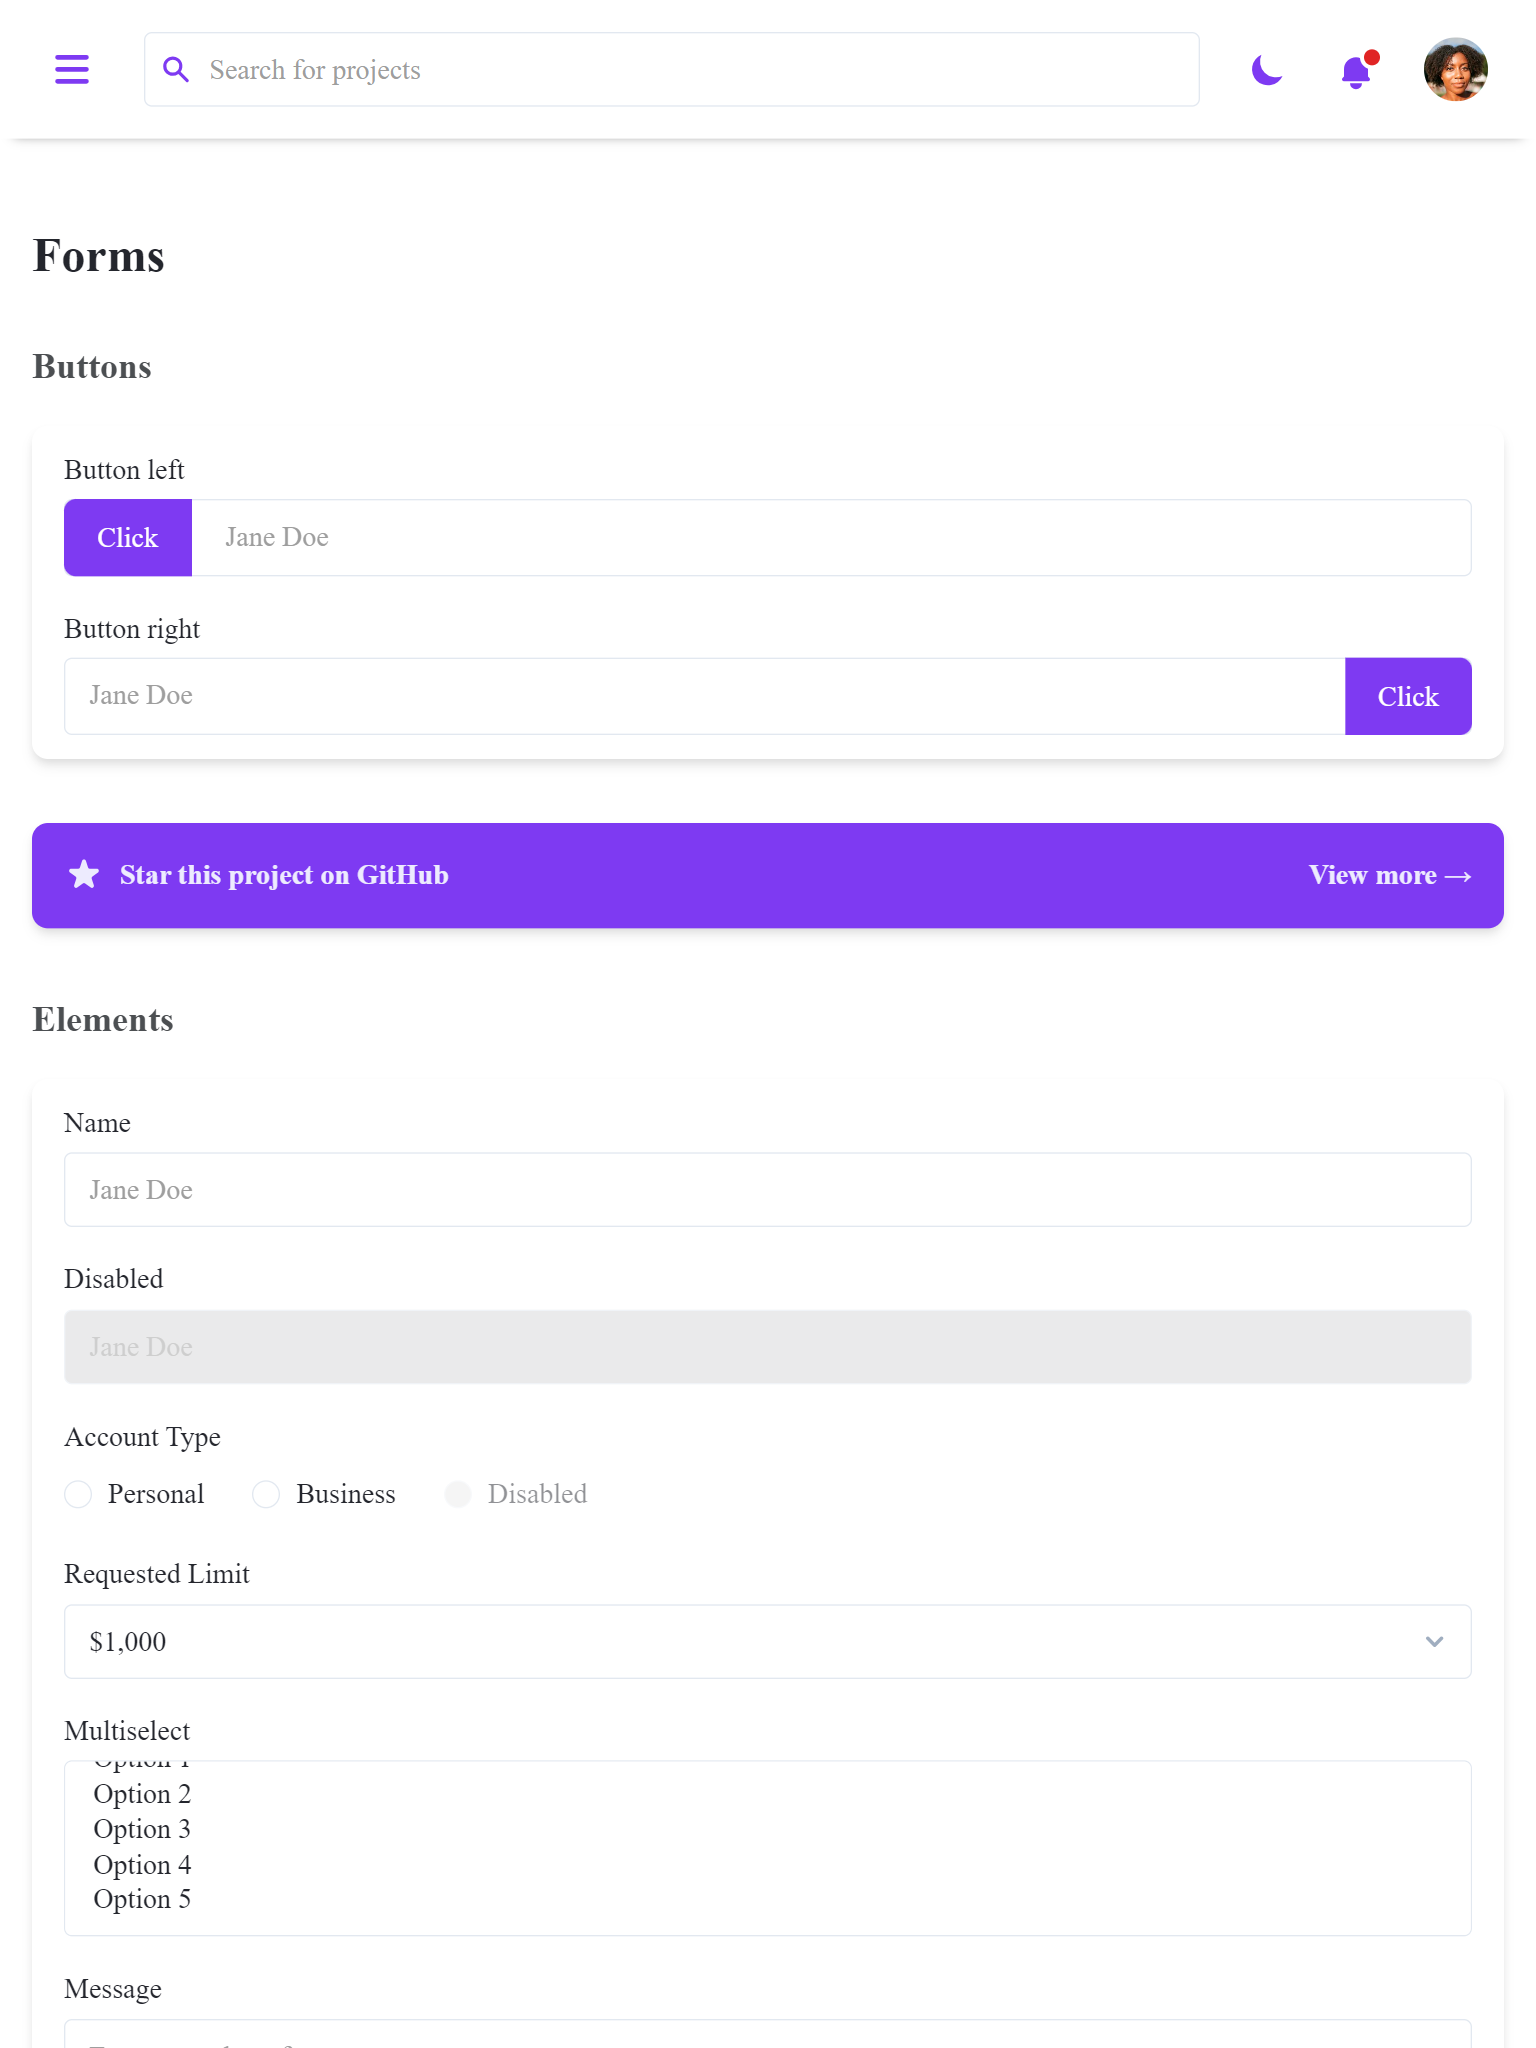 Search for projects
Forms
Buttons
Button left
Click
Jane Doe
Button right
Jane Doe
Click
Star this project on GitHub
View more →
Elements
Name
Jane Doe
Disabled
Jane Doe
Account Type
Personal
Business
Disabled
Requested Limit
$1,000
Multiselect
Option 1
Option 2
Option 3
Option 4
Option 5
Message